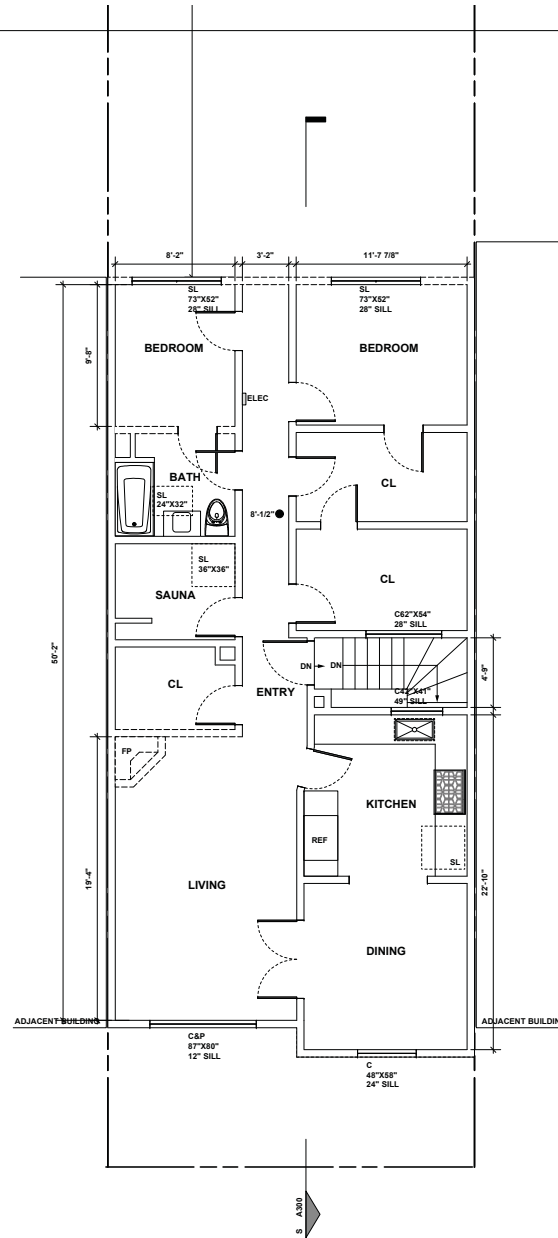 8'-2"
3'-2"
11'-7 7/8"
SL
73"X52"
28" SILL
SL
73"X52"
28" SILL
BEDROOM
BEDROOM
9'-8"
ELEC
BATH
CL
SL
24"X32"
8'-1/2"
SL
36"X36"
SAUNA
CL
C62"X54"
28" SILL
50'-2"
DN
DN
4'-9"
CL
ENTRY
49" SILL
FP
KITCHEN
REF
SL
19'-4"
22'-10"
LIVING
DINING
ADJACENT BUILDING
ADJACENT BUILDIN
C&P
87"X80"
12" SILL
C
48"X58"
24" SILL
S
A300